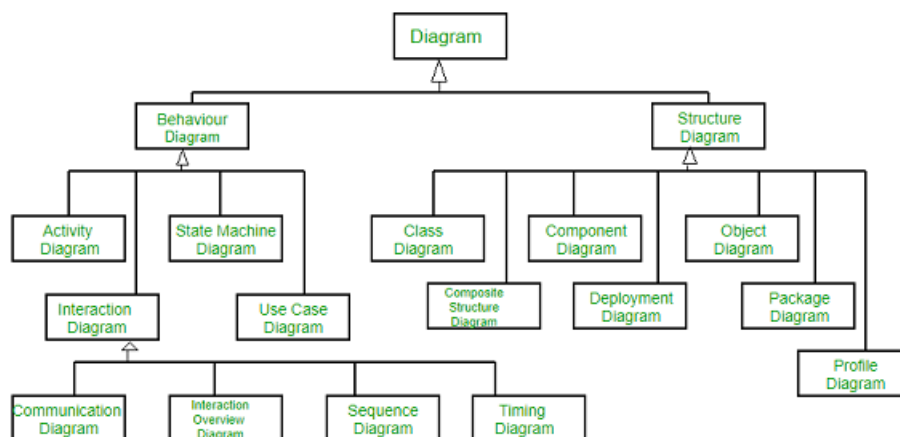 Diagram
Behaviour
Diagram
Structure
Diagram
Activity
Diagram
State Machine
Diagram
Class
Diagram
Component
Diagram
Object
Diagram
Interaction
Diagram
Use Case
Diagram
Composite
Structure
Diagram
Deployment
Diagram
Package
Diagram
Profile
Diagram
Communication
Diagram
Interaction
Overview
Diagram
Sequence
Diagram
Timing
Diagram